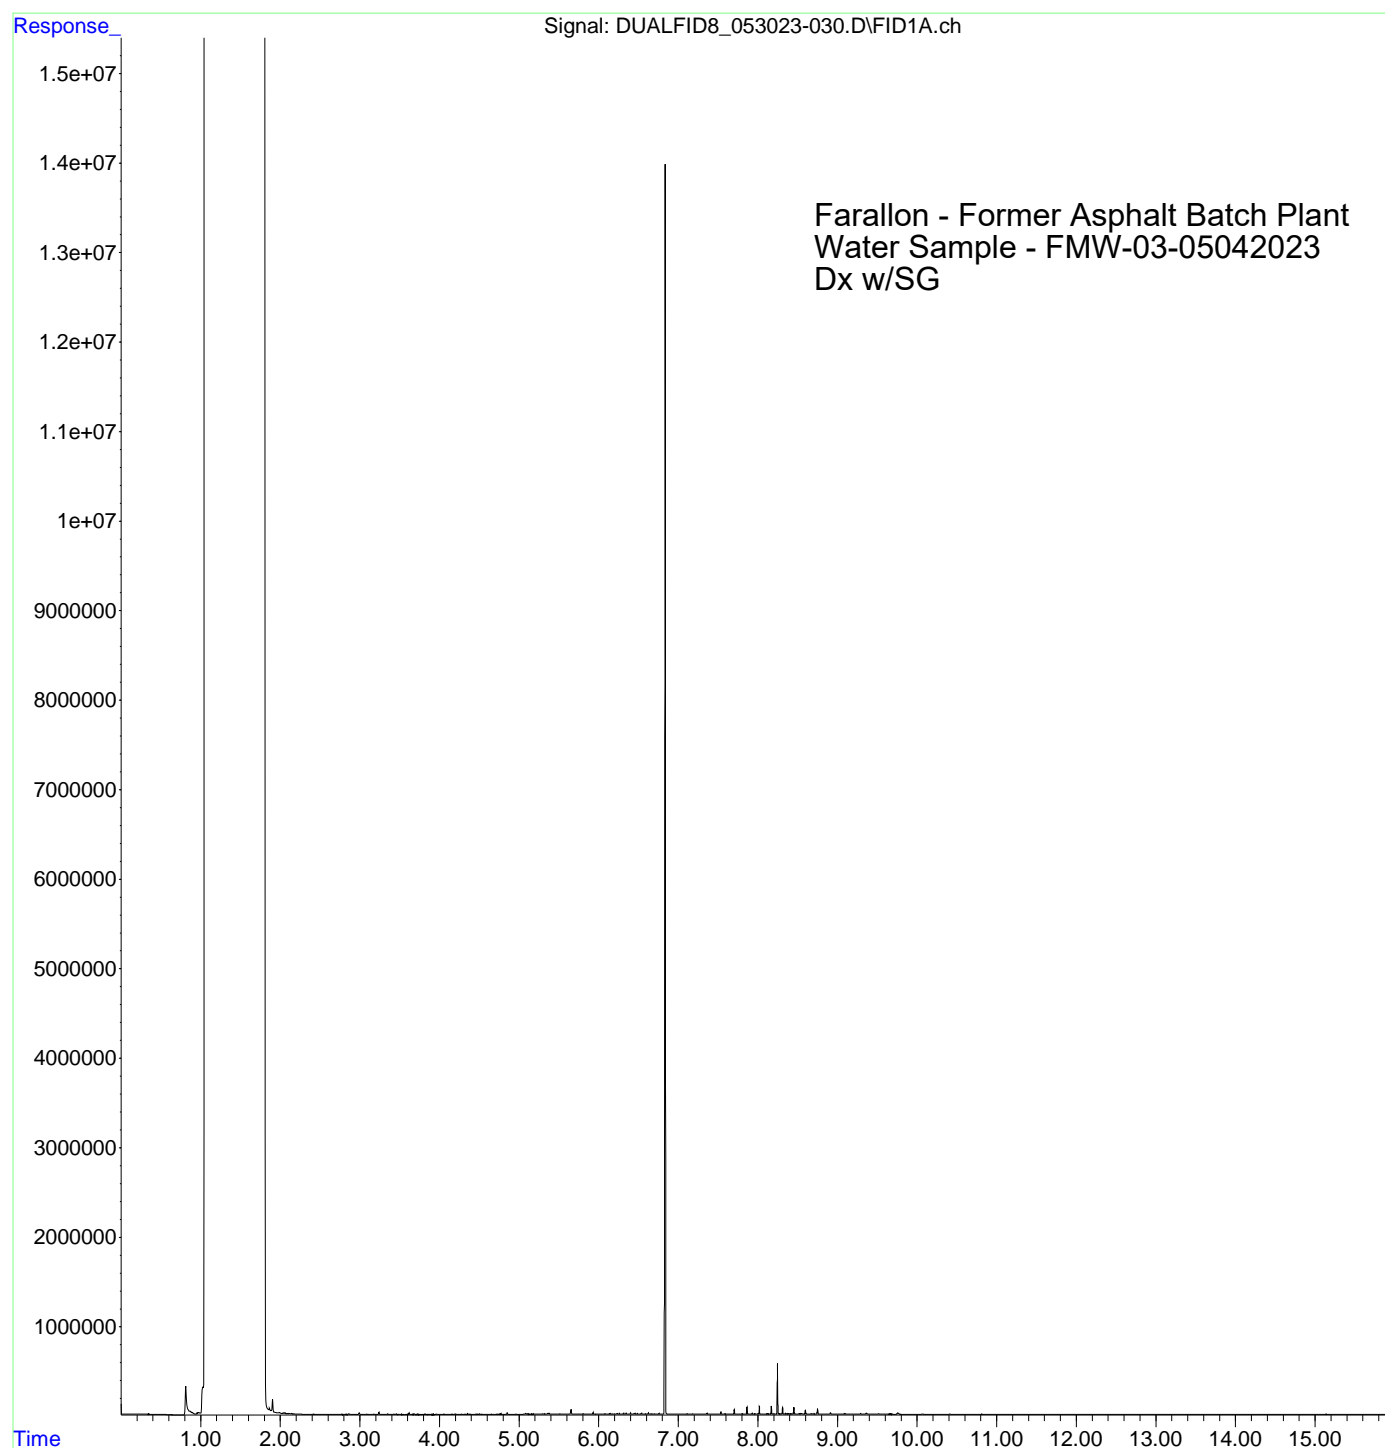 Response_
Signal: DUALFID8_053023-030.D\FID1A.ch
1.5e+07
1.4e+07
Farallon - Former Asphalt Batch Plant
Water Sample - FMW-03-05042023
Dx w/SG
1.3e+07
1.2e+07
1.1e+07
1e+07
9000000
8000000
7000000
6000000
5000000
4000000
3000000
2000000
1000000
Time
1.00 2.00 3.00 4.00 5.00 6.00 7.00 8.00 9.00 10.00 11.00 12.00 13.00 14.00 15.00